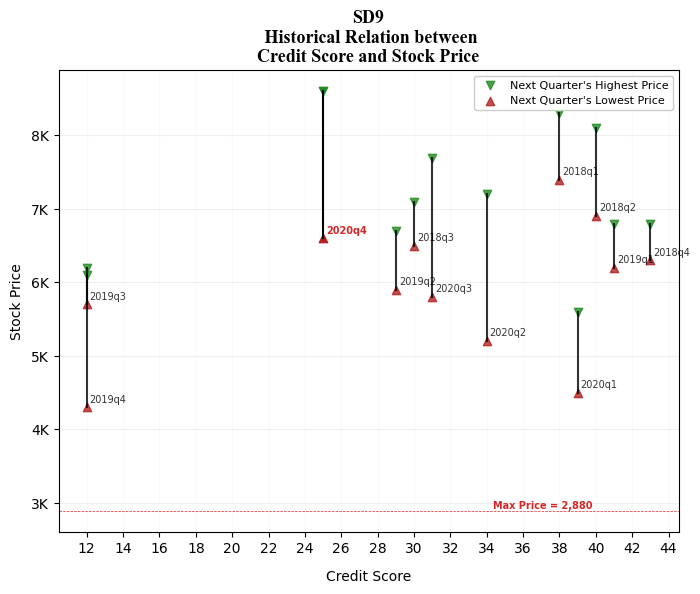 SD9
Historical Relation between
Credit Score and Stock Price
Next Quarter's Highest Price
Next Quarter's Lowest Price
8K
7K
6K
5K
4K
3K
Stock Price
2018q1
2018q2
2020q4
2018q3
2018q4
2019q1
2019q2
2020q3
2019q3
2020q2
2020q1
2019q4
Max Price = 2,880
12 14 16 18 20 22 24 26 28 30 32 34 36 38 40 42 44
Credit Score